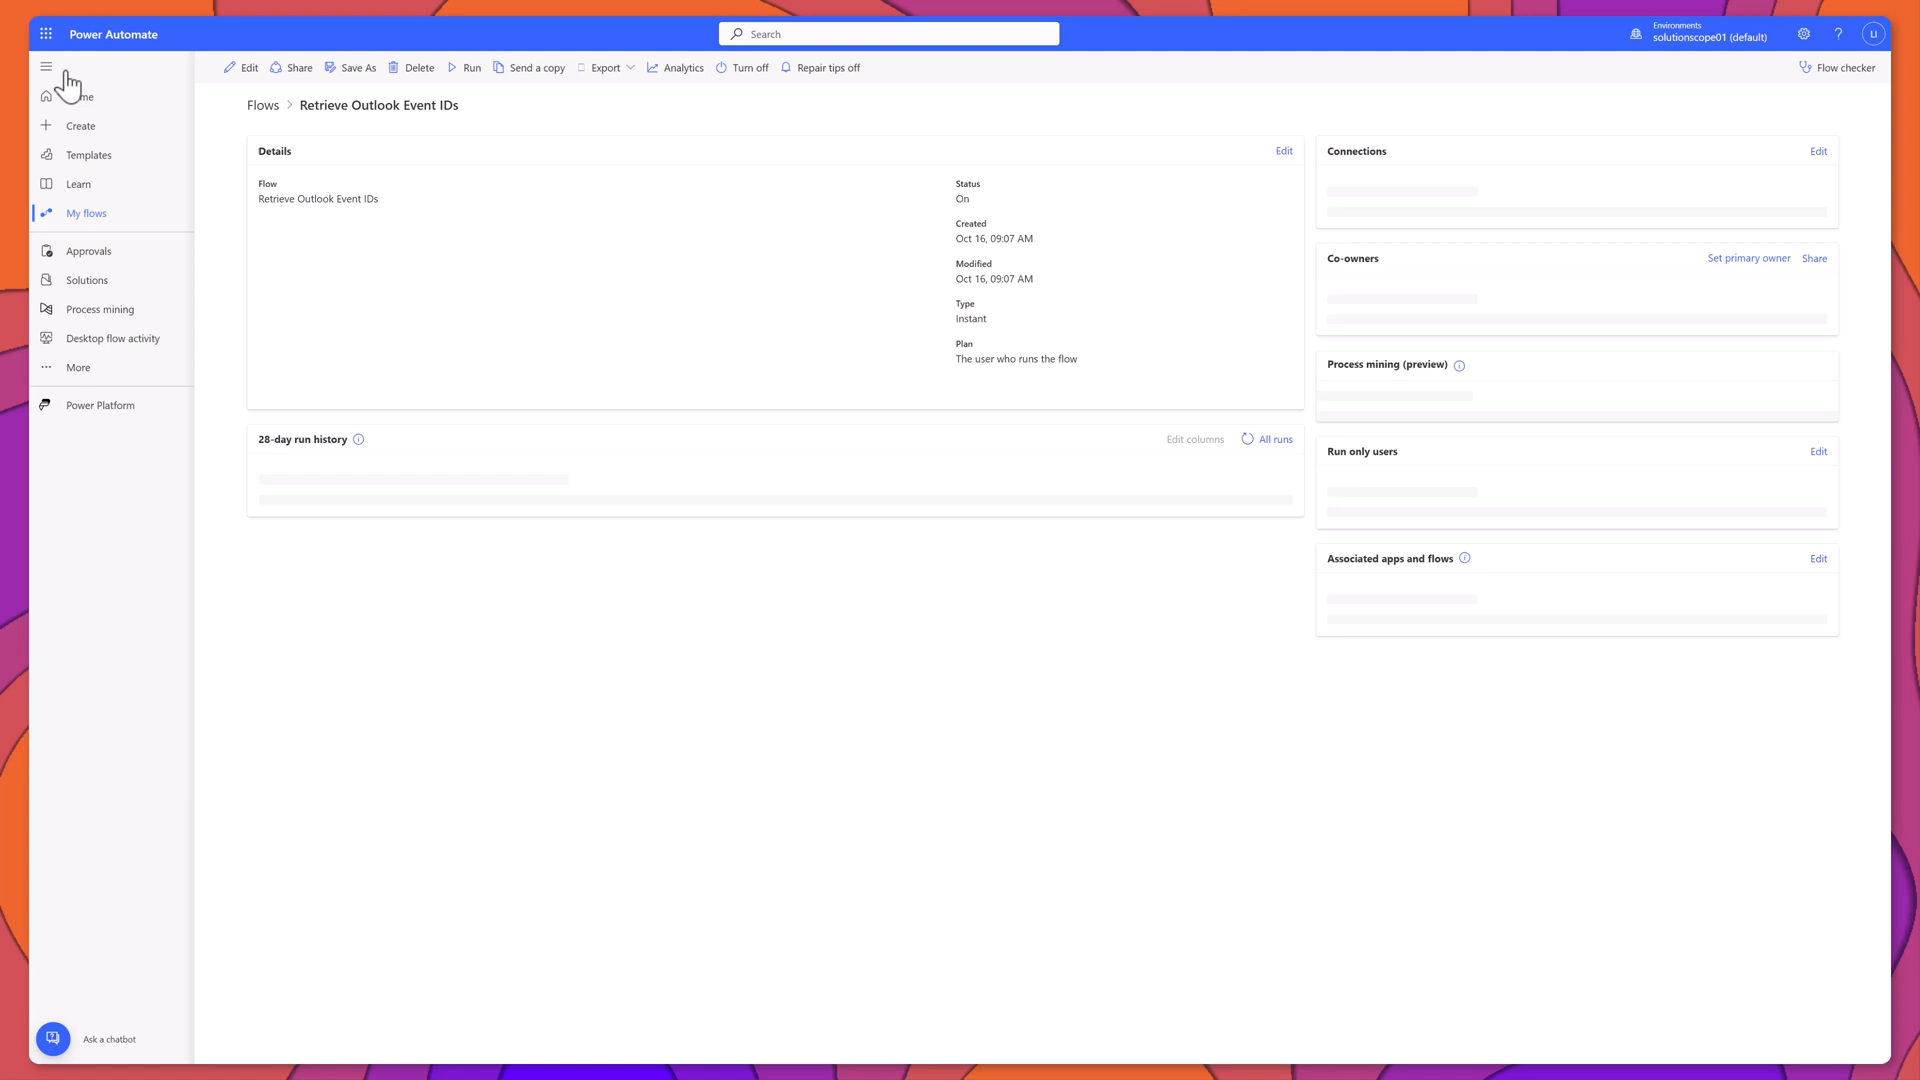 Power Automate
Search
Environments
solutionscope01 (default)
LI
Edit
Share
Save As
Delete
Run
Send a copy
Export
Analytics
Turn off
Repair tips off
Flow checker
Create
Templates
Learn
My flows
Approvals
Solutions
Process mining
Desktop flow activity
More
Power Platform
Ask a chatbot
Flows > Retrieve Outlook Event IDs
Details
Edit
Flow
Retrieve Outlook Event IDs
Status
On
Created
Oct 16, 09:07 AM
Modified
Oct 16, 09:07 AM
Type
Instant
Plan
The user who runs the flow
28-day run history
Edit columns
All runs
Connections
Edit
Co-owners
Set primary owner
Share
Process mining (preview)
Run only users
Edit
Associated apps and flows
Edit